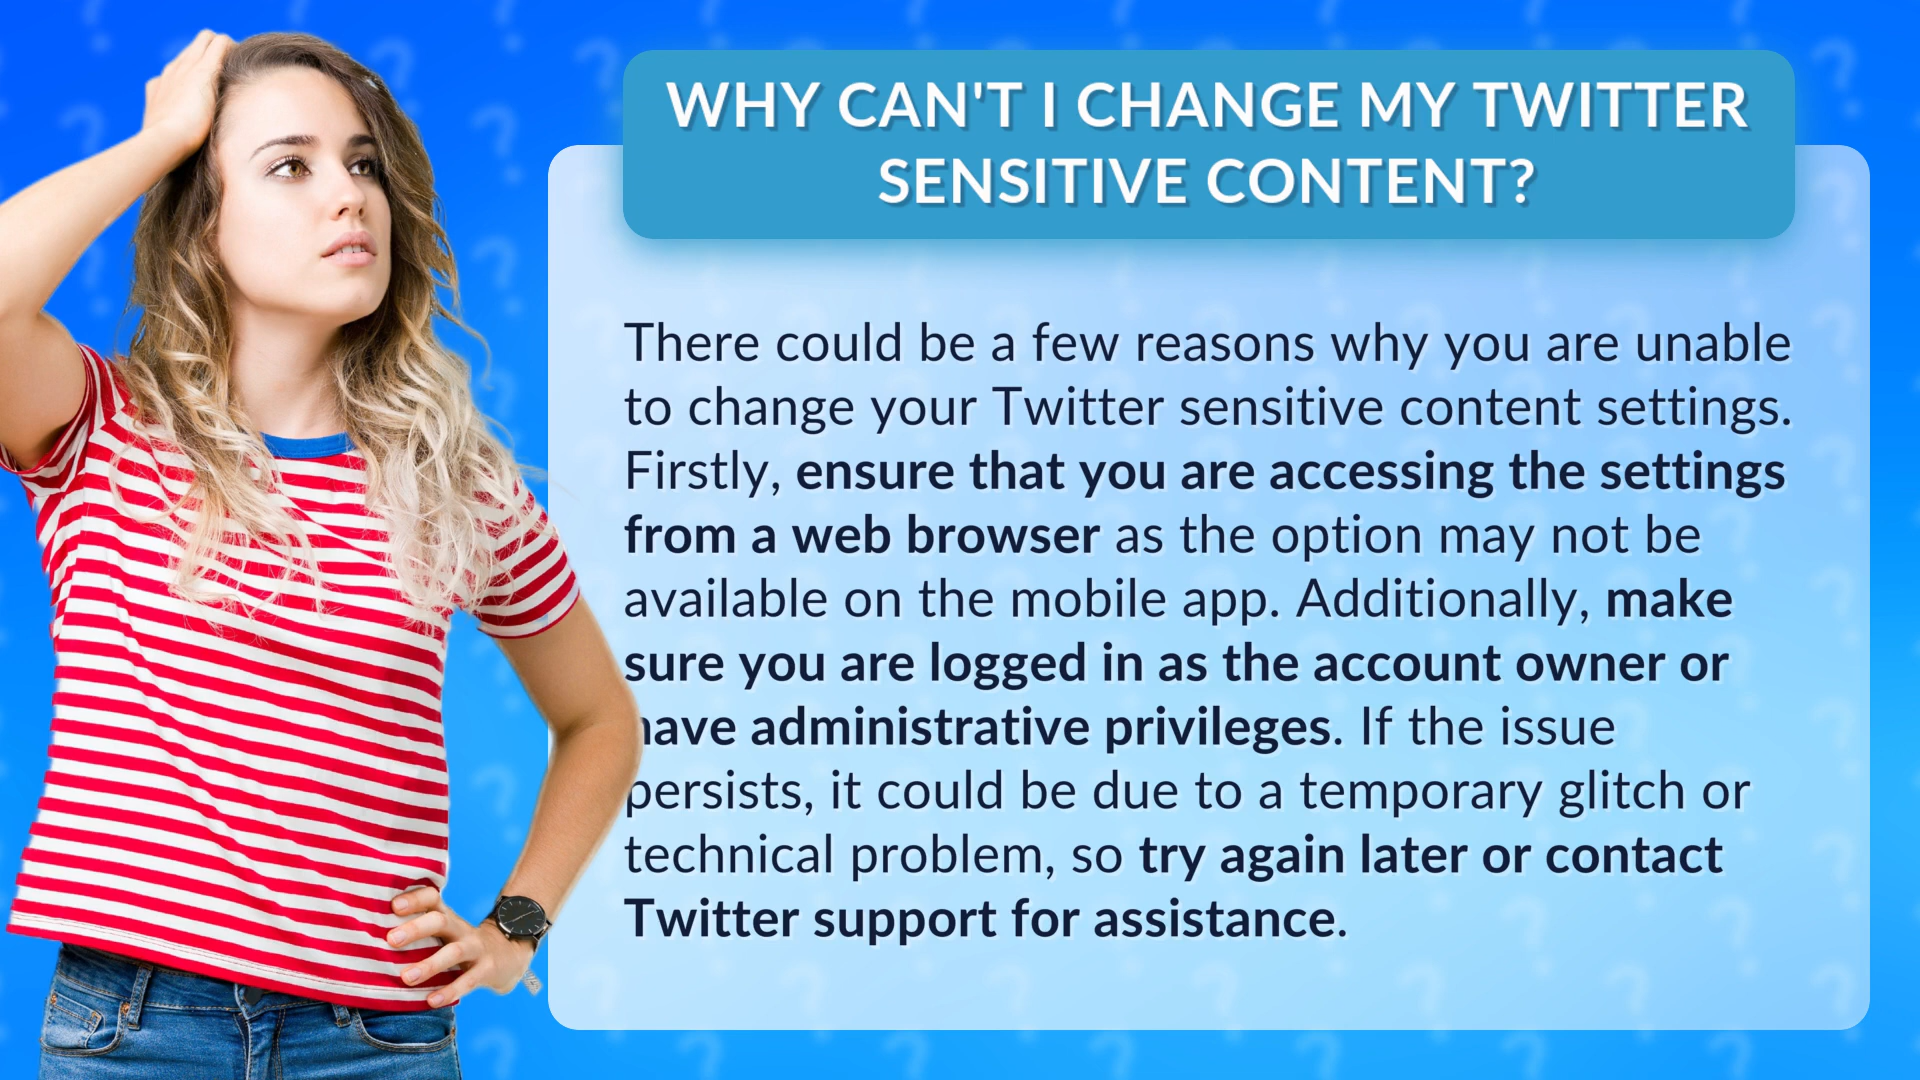 WHY CAN'T I CHANGE MY TWITTER
SENSITIVE CONTENT?
There could be a few reasons why you are unable
to change your Twitter sensitive content settings.
Firstly, ensure that you are accessing the settings
from a web browser as the option may not be
available on the mobile app. Additionally, make
sure you are logged in as the account owner or
have administrative privileges. If the issue
persists, it could be due to a temporary glitch or
technical problem, so try again later or contact
Twitter support for assistance.